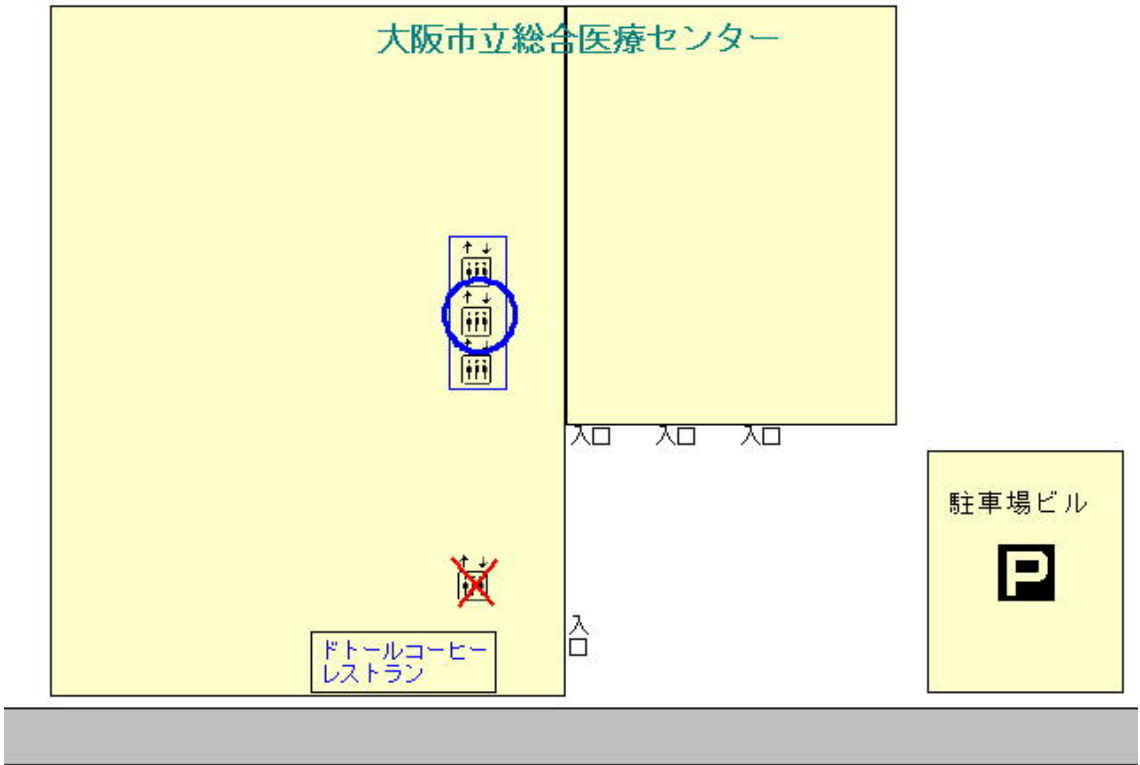 大阪市立総合医療センター
入口 入口 入口
駐車場ビル
P
入口
ドトールコーヒー
レストラン